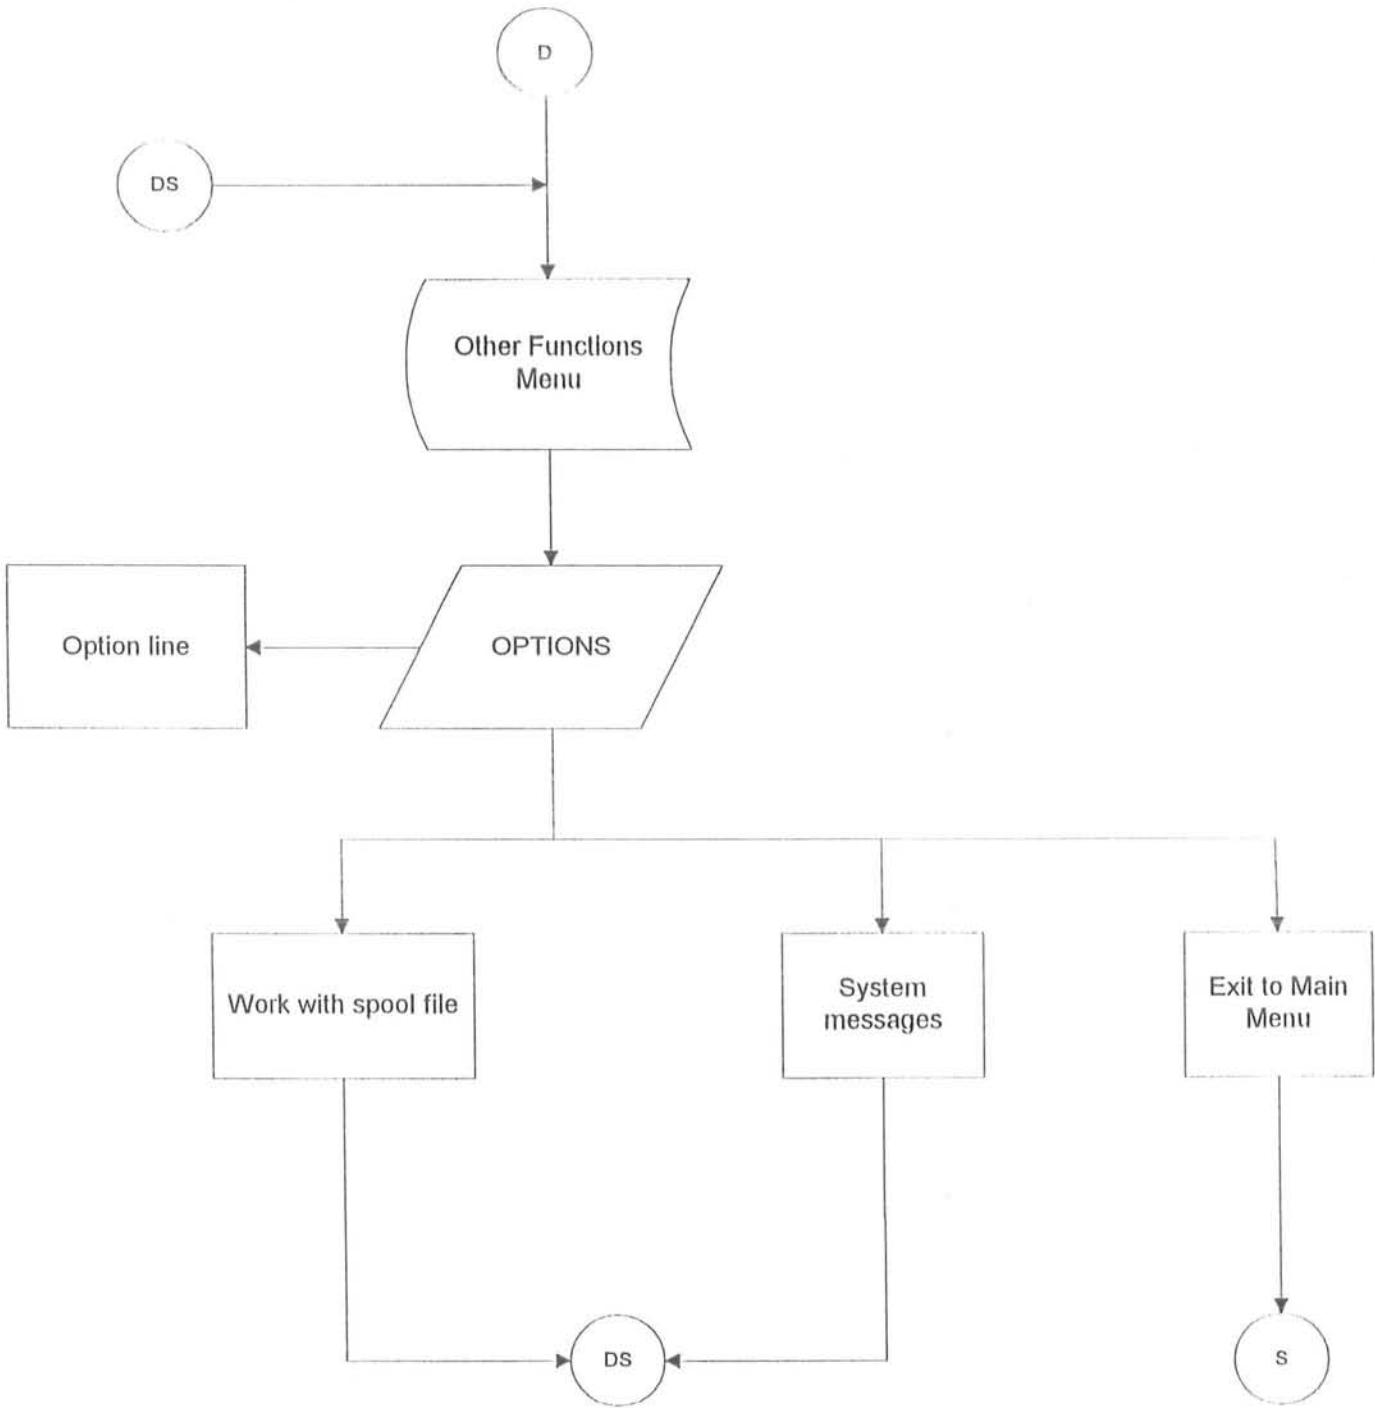 D
DS
Other Functions
Menu
Option line
OPTIONS
Work with spool file
System
messages
Exit to Main
Menu
DS
S